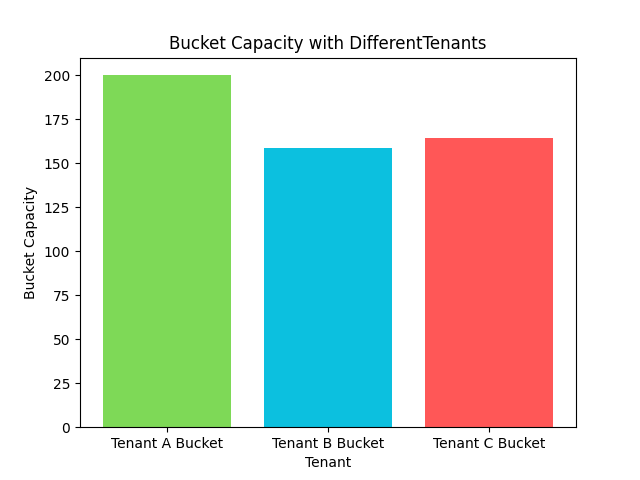 Bucket Capacity with DifferentTenants
Bucket Capacity
200
175
150
125
100
75
50
25
0
Tenant A Bucket
Tenant B Bucket
Tenant C Bucket
Tenant